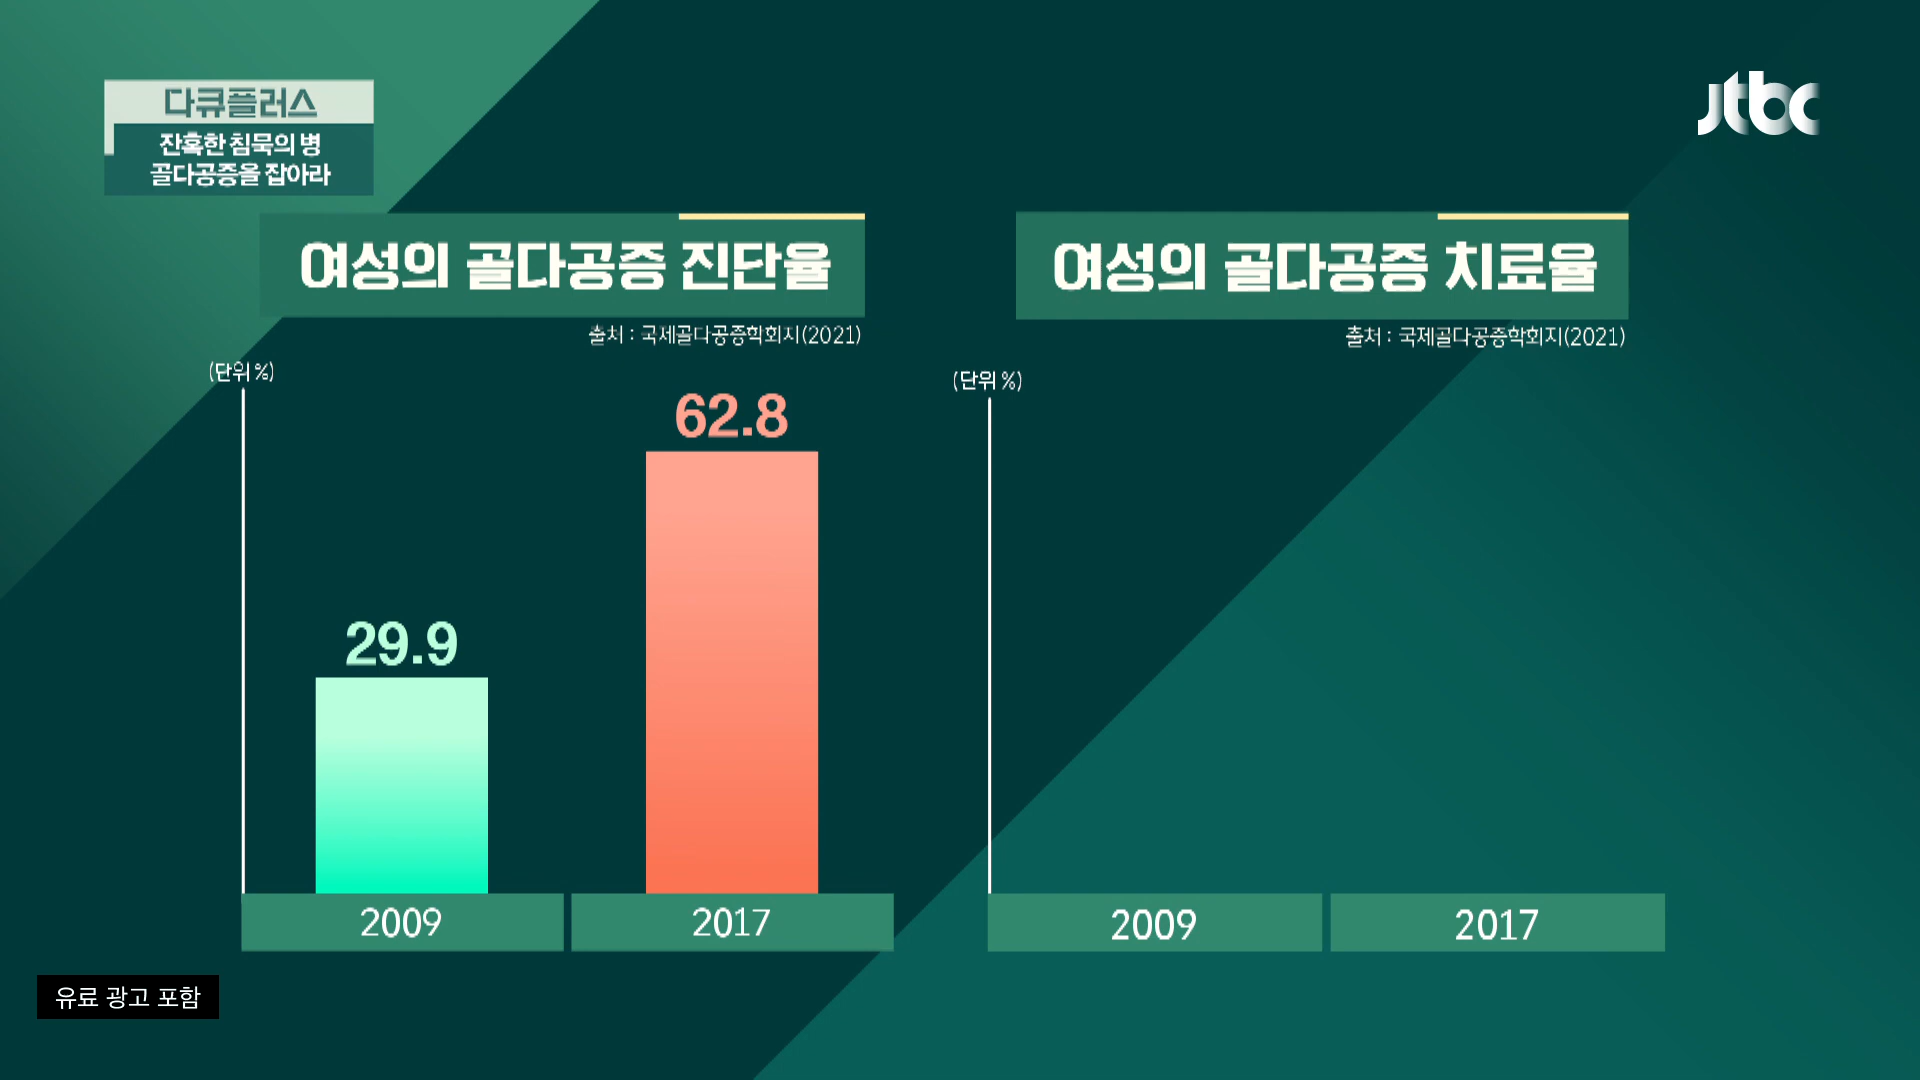 다큐플러스
잔혹한 침묵의 병
골다공증을 잡아라
jtbc
여성의 골다공증 진단율
출처 : 국제골다공증학회지(2021)
(단위 %)
29.9
62.8
2009
2017
여성의 골다공증 치료율
출처 : 국제골다공증학회지(2021)
(단위 %)
2009
2017
유료 광고 포함